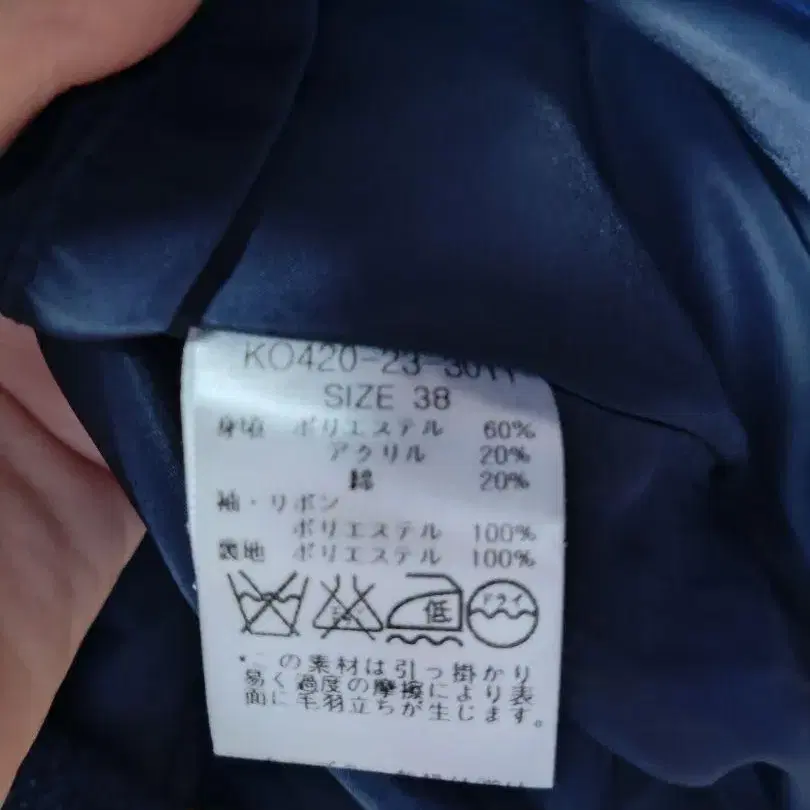 KO420-23-3011
SIZE 38
身頃 ポリエステル 60%
アクリル 20%
綿 20%
袖・リボン
ポリエステル 100%
裏地 ポリエステル 100%
低 ドライ
・この素材は引っ掛かり
易く過度の摩擦により表
面に毛羽立ちが生じます。